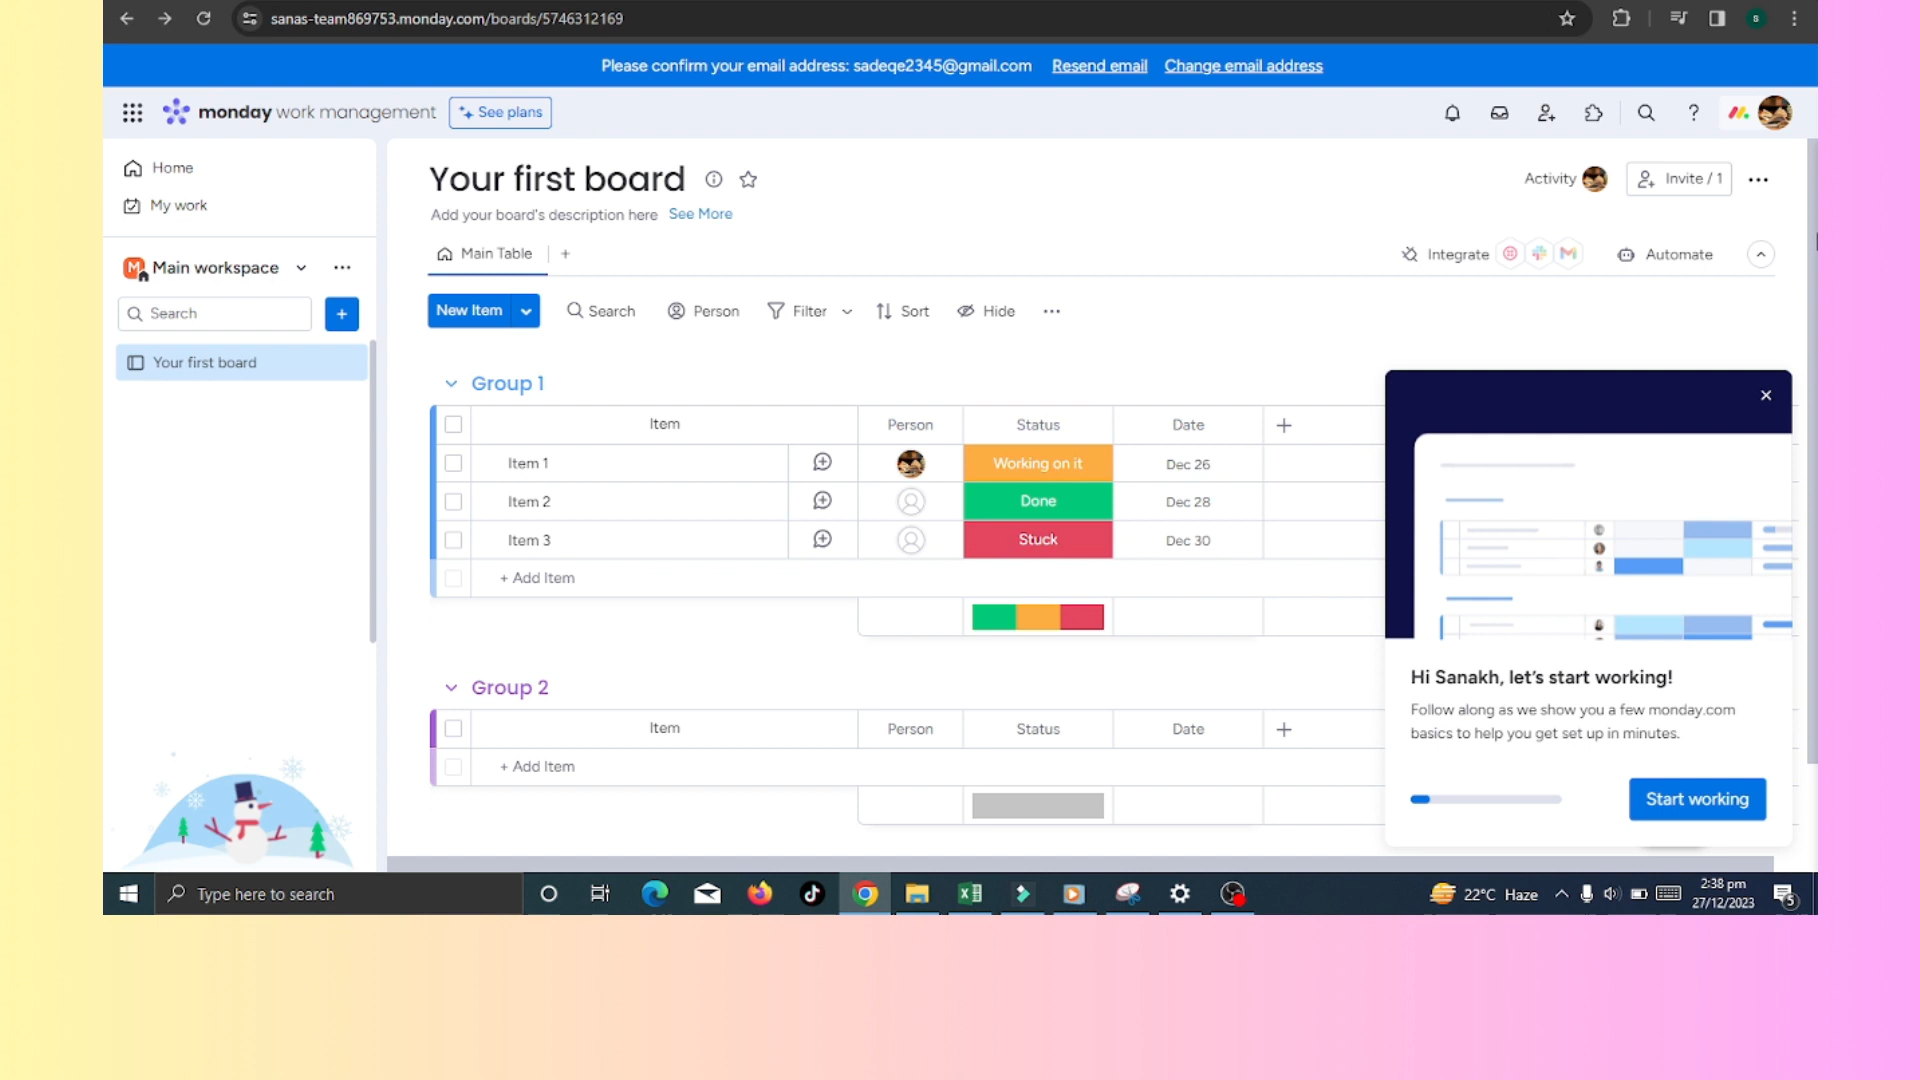 sanas-team869753.monday.com/boards/5746312169
s
Please confirm your email address: sadeqe2345@gmail.com Resend email Change email address
monday work management See plans
Home
My work
M Main workspace
Search
+
Your first board
Your first board
Add your board's description here See More
Activity
Invite / 1
Main Table +
Integrate
Automate
New Item
Search
Person
Filter
Sort
Hide
Group 1
Item Person Status Date +
Item 1 Working on it Dec 26
Item 2 Done Dec 28
Item 3 Stuck Dec 30
+ Add Item
Group 2
Item Person Status Date +
+ Add Item
Hi Sanakh, let's start working!
Follow along as we show you a few monday.com
basics to help you get set up in minutes.
Start working
Type here to search
22°C Haze
2:38 pm
27/12/2023
5